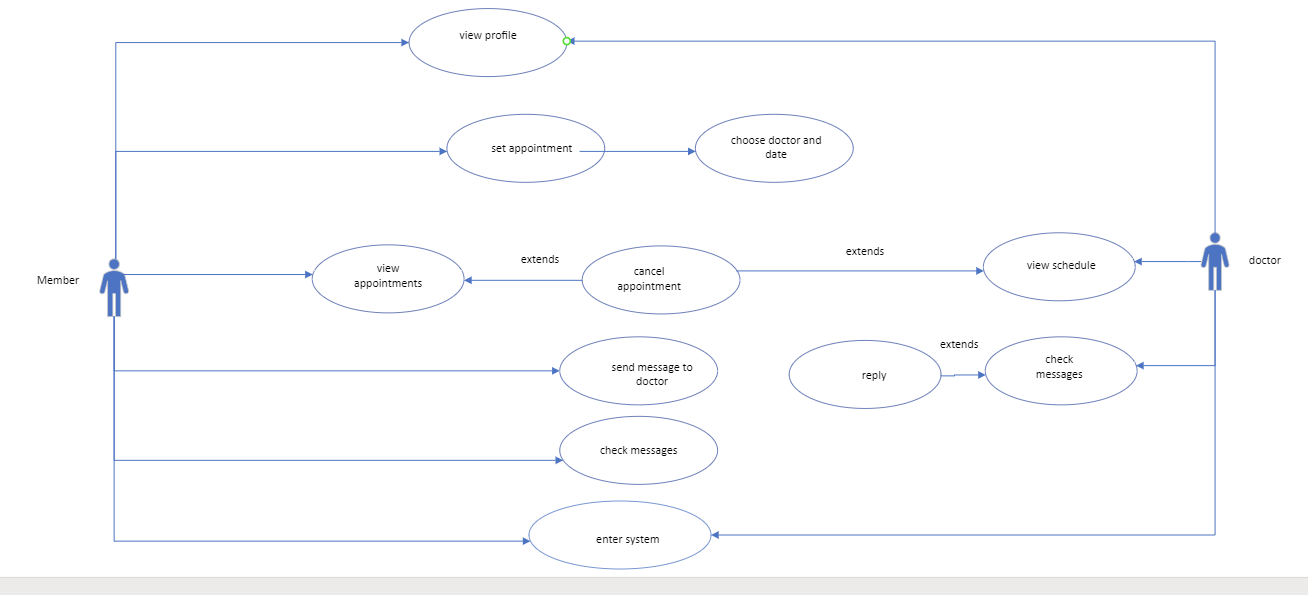 view profile
set appointment
choose doctor and
date
Member
view
appointments
extends
cancel
appointment
extends
view schedule
doctor
send message to
doctor
reply
extends
check
messages
check messages
enter system